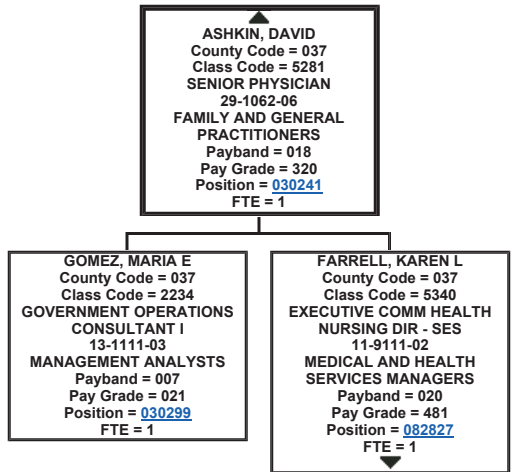 ASHKIN, DAVID
County Code = 037
Class Code = 5281
SENIOR PHYSICIAN
29-1062-06
FAMILY AND GENERAL
PRACTITIONERS
Payband = 018
Pay Grade = 320
Position = 030241
FTE = 1
GOMEZ, MARIA E
County Code = 037
Class Code = 2234
GOVERNMENT OPERATIONS
CONSULTANT I
13-1111-03
MANAGEMENT ANALYSTS
Payband = 007
Pay Grade = 021
Position = 030299
FTE = 1
FARRELL, KAREN L
County Code = 037
Class Code = 5340
EXECUTIVE COMM HEALTH
NURSING DIR - SES
11-9111-02
MEDICAL AND HEALTH
SERVICES MANAGERS
Payband = 020
Pay Grade = 481
Position = 082827
FTE = 1